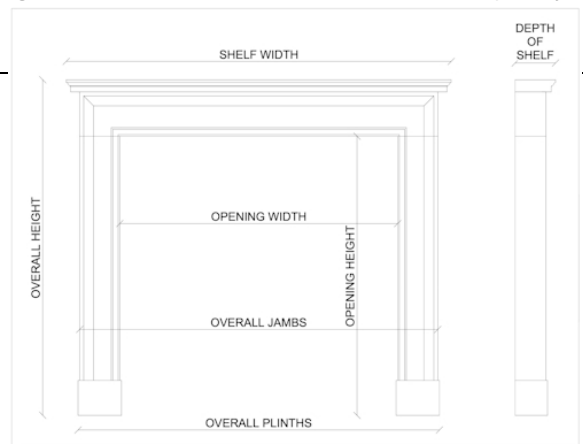 DEPTH
OF
SHELF
SHELF WIDTH
OVERALL HEIGHT
OPENING WIDTH
OPENING HEIGHT
OVERALL JAMBS
OVERALL PLINTHS